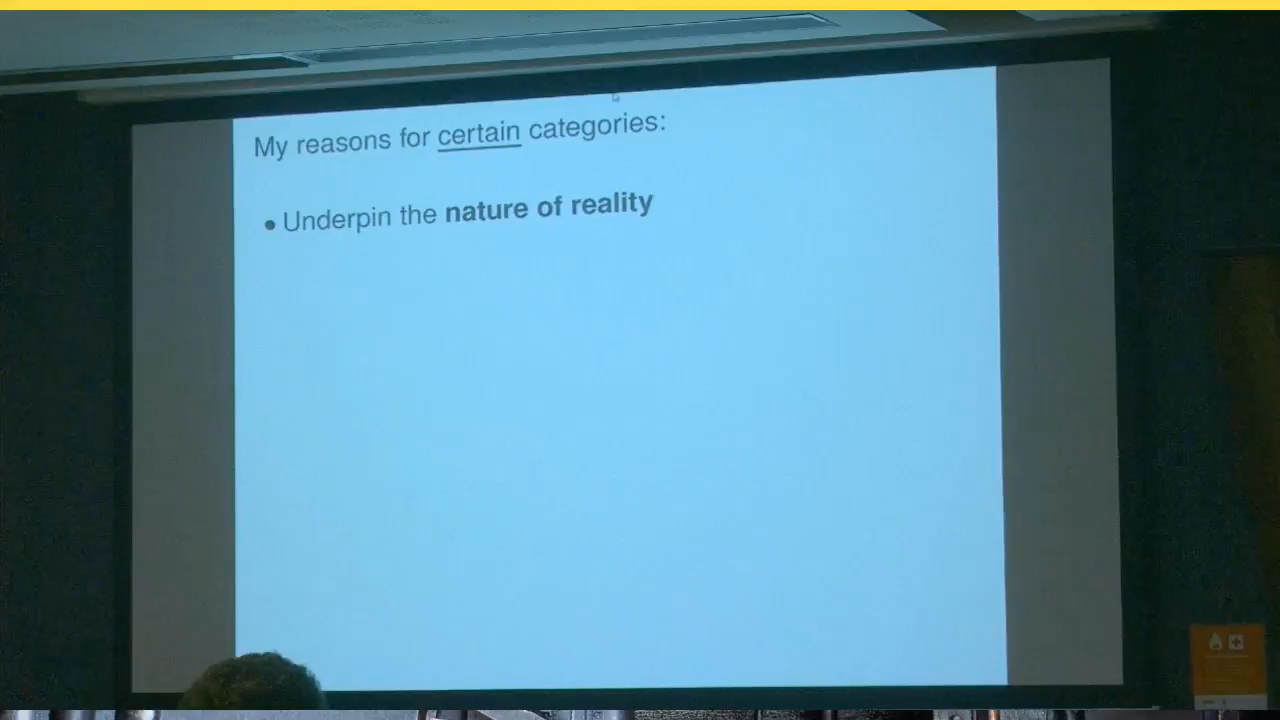 My reasons for certain categories:
• Underpin the nature of reality